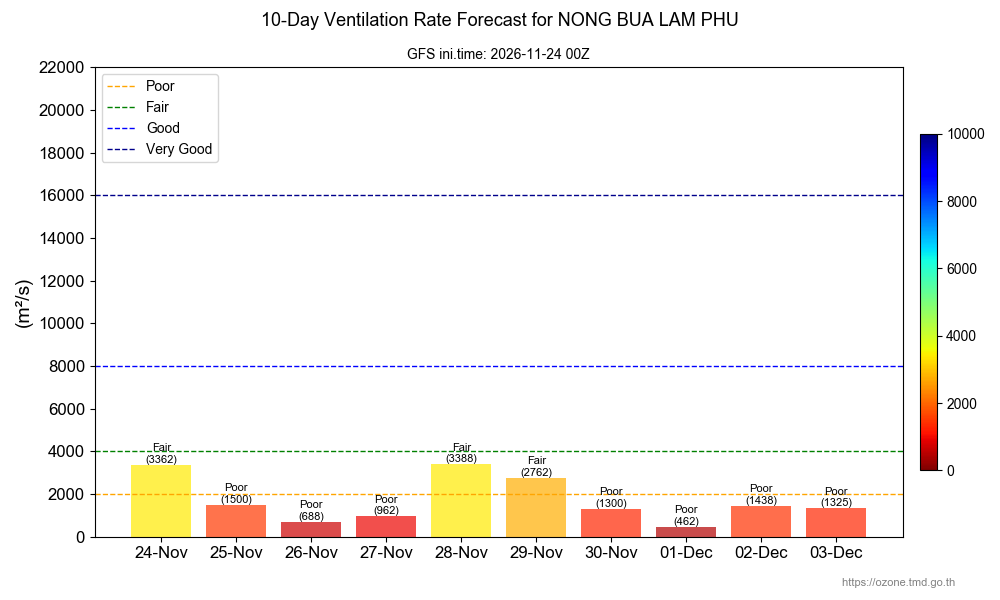 10-Day Ventilation Rate Forecast for NONG BUA LAM PHU
GFS ini.time: 2026-11-24 00Z
(m²/s)
22000
20000
18000
16000
14000
12000
10000
8000
6000
4000
2000
0
Poor
Fair
Good
Very Good
Fair
(3362)
Poor
(1500)
Poor
(688)
Poor
(962)
Fair
(3388)
Fair
(2762)
Poor
(1300)
Poor
(462)
Poor
(1438)
Poor
(1325)
24-Nov 25-Nov 26-Nov 27-Nov 28-Nov 29-Nov 30-Nov 01-Dec 02-Dec 03-Dec
10000
8000
6000
4000
2000
0
https://ozone.tmd.go.th